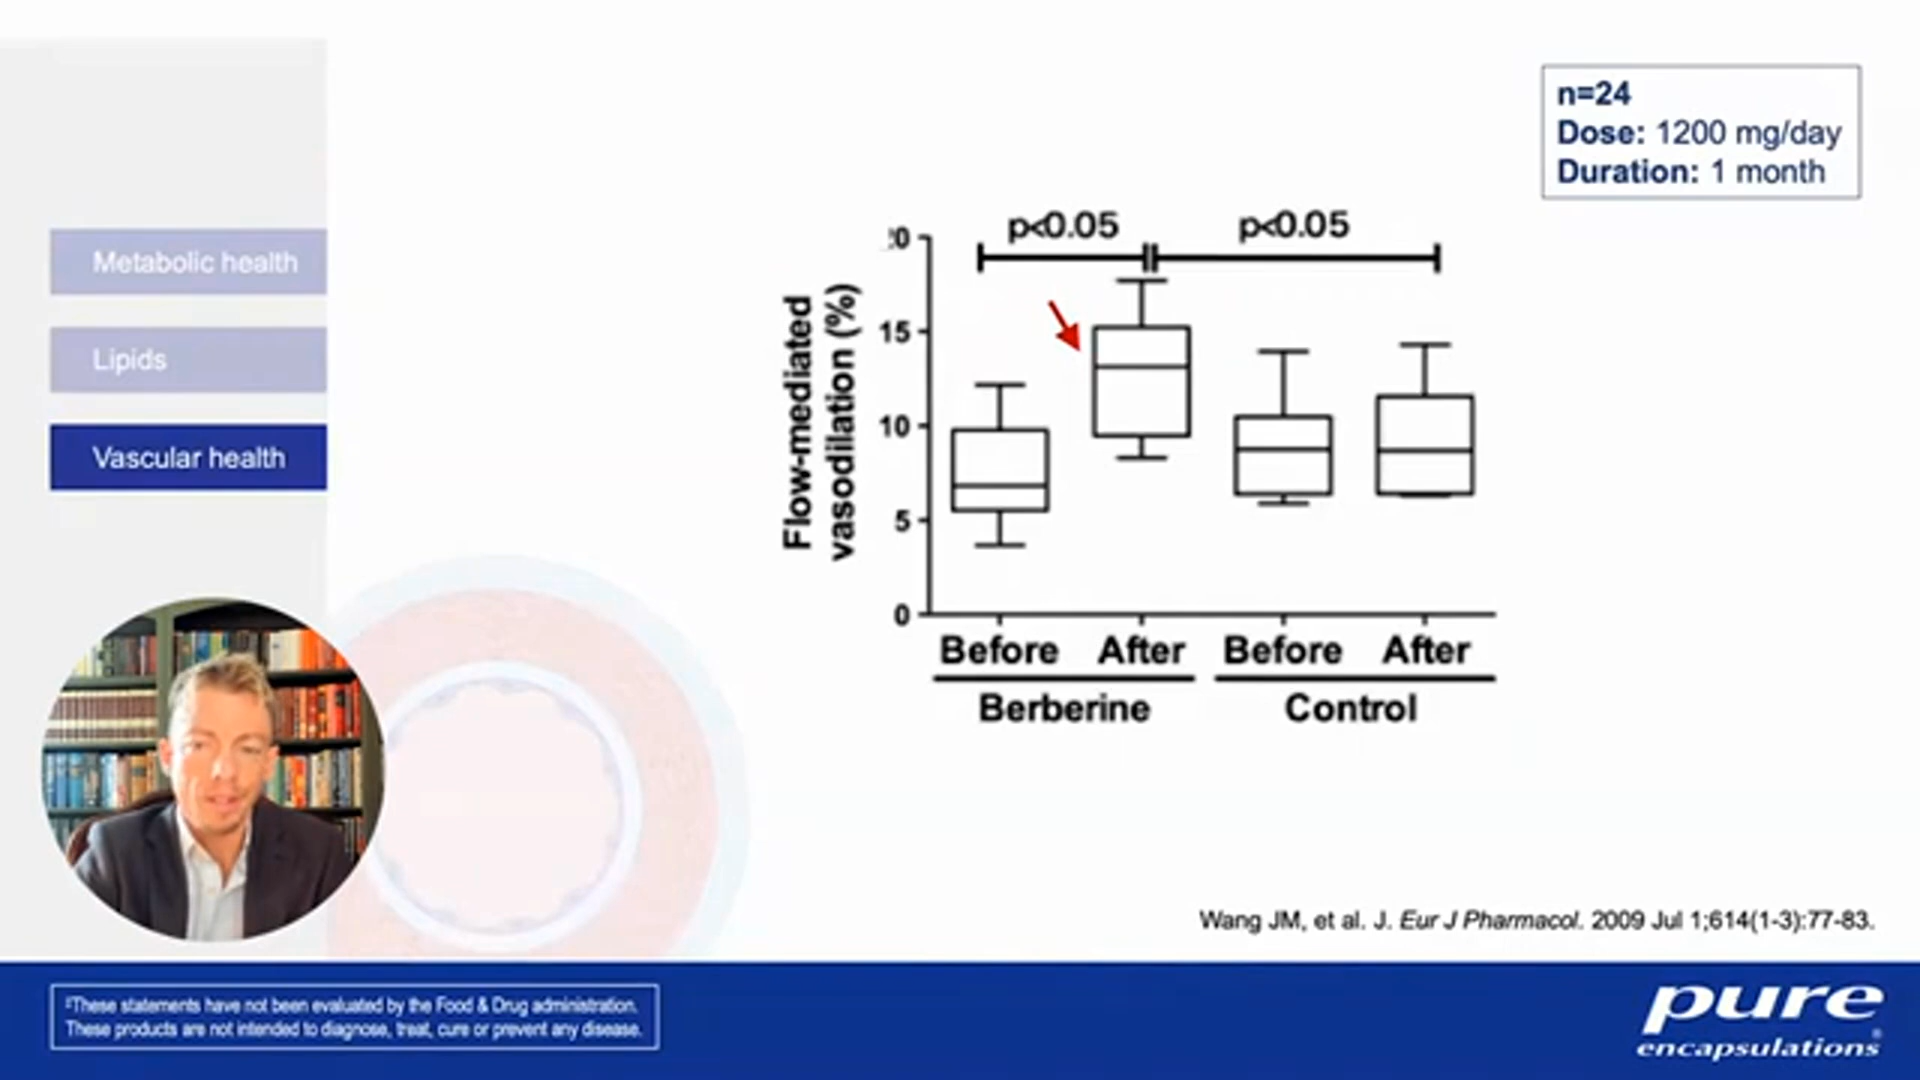 n=24
Dose: 1200 mg/day
Duration: 1 month
Metabolic health
Lipids
Vascular health
p<0.05 p<0.05
Flow-mediated
vasodilation (%)
20
15
10
5
0
Before After Before After
Berberine Control
Wang JM, et al. J. Eur J Pharmacol. 2009 Jul 1;614(1-3):77-83.
‡These statements have not been evaluated by the Food & Drug administration.
These products are not intended to diagnose, treat, cure or prevent any disease.
pure
encapsulations®